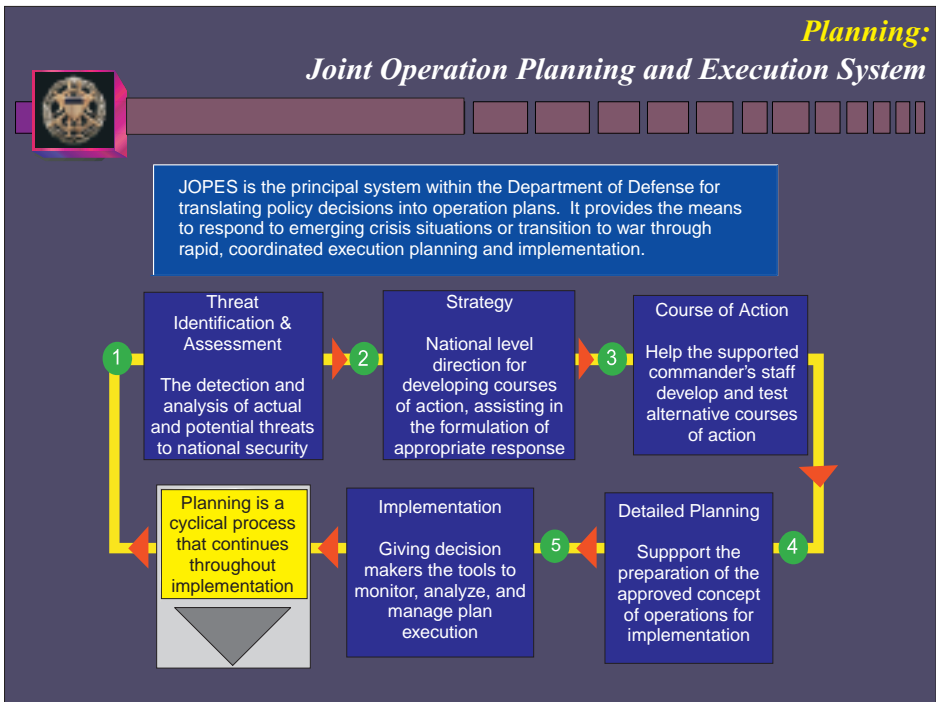 Planning:
Joint Operation Planning and Execution System
JOPES is the principal system within the Department of Defense for
translating policy decisions into operation plans.  It provides the means
to respond to emerging crisis situations or transition to war through
rapid, coordinated execution planning and implementation.
1
Threat
Identification &
Assessment
The detection and
analysis of actual
and potential threats
to national security
2
Strategy
National level
direction for
developing courses
of action, assisting in
the formulation of
appropriate response
3
Course of Action
Help the supported
commander's staff
develop and test
alternative courses
of action
4
Detailed Planning
Suppport the
preparation of the
approved concept
of operations for
implementation
5
Implementation
Giving decision
makers the tools to
monitor, analyze, and
manage plan
execution
Planning is a
cyclical process
that continues
throughout
implementation